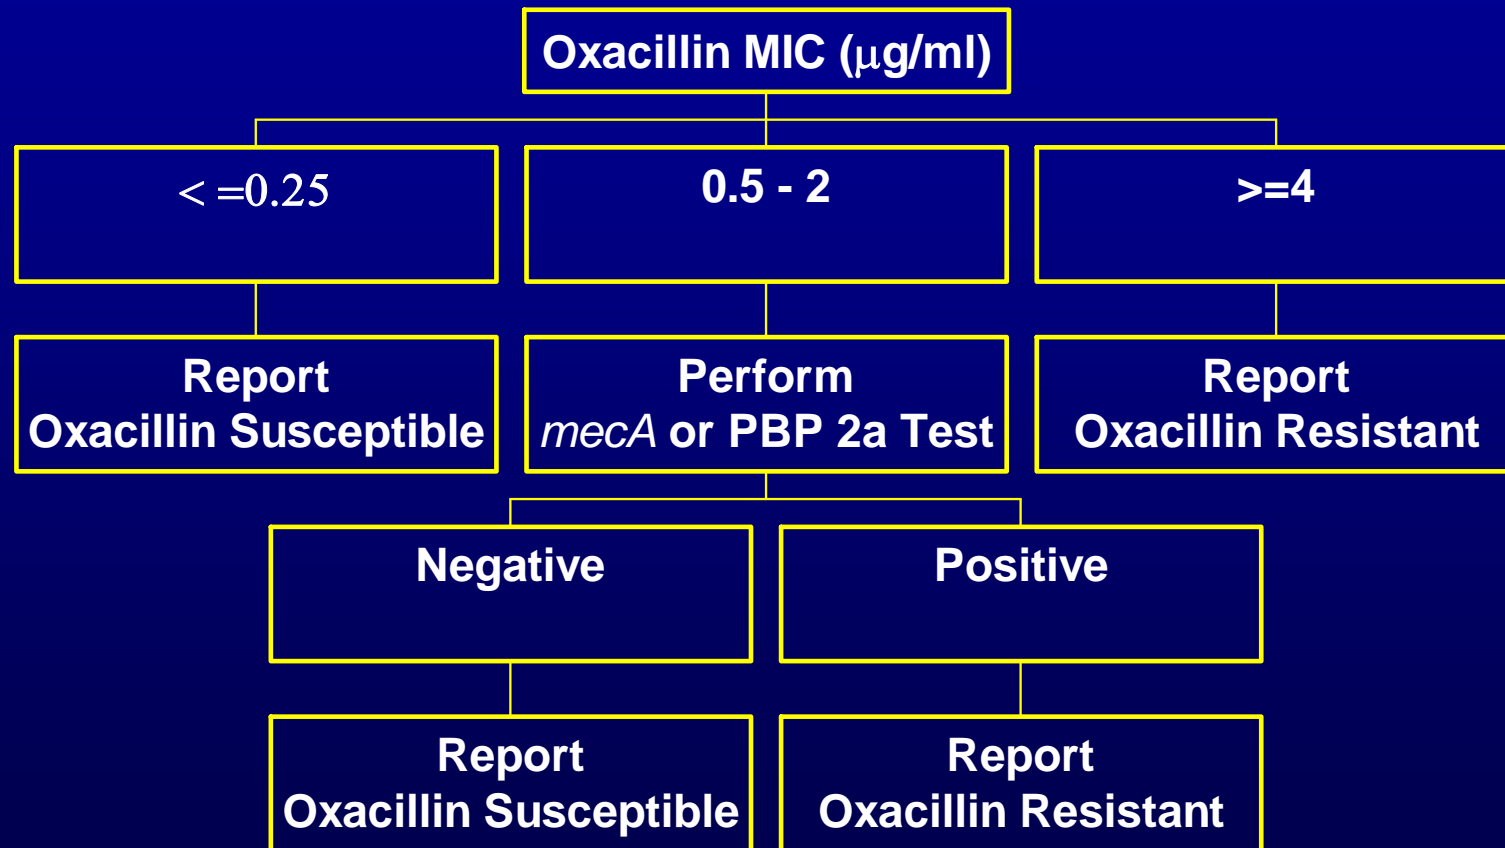 Oxacillin MIC (µg/ml)
< =0.25
0.5 - 2
>=4
Report
Oxacillin Susceptible
Perform
mecA or PBP 2a Test
Report
Oxacillin Resistant
Negative
Positive
Report
Oxacillin Susceptible
Report
Oxacillin Resistant